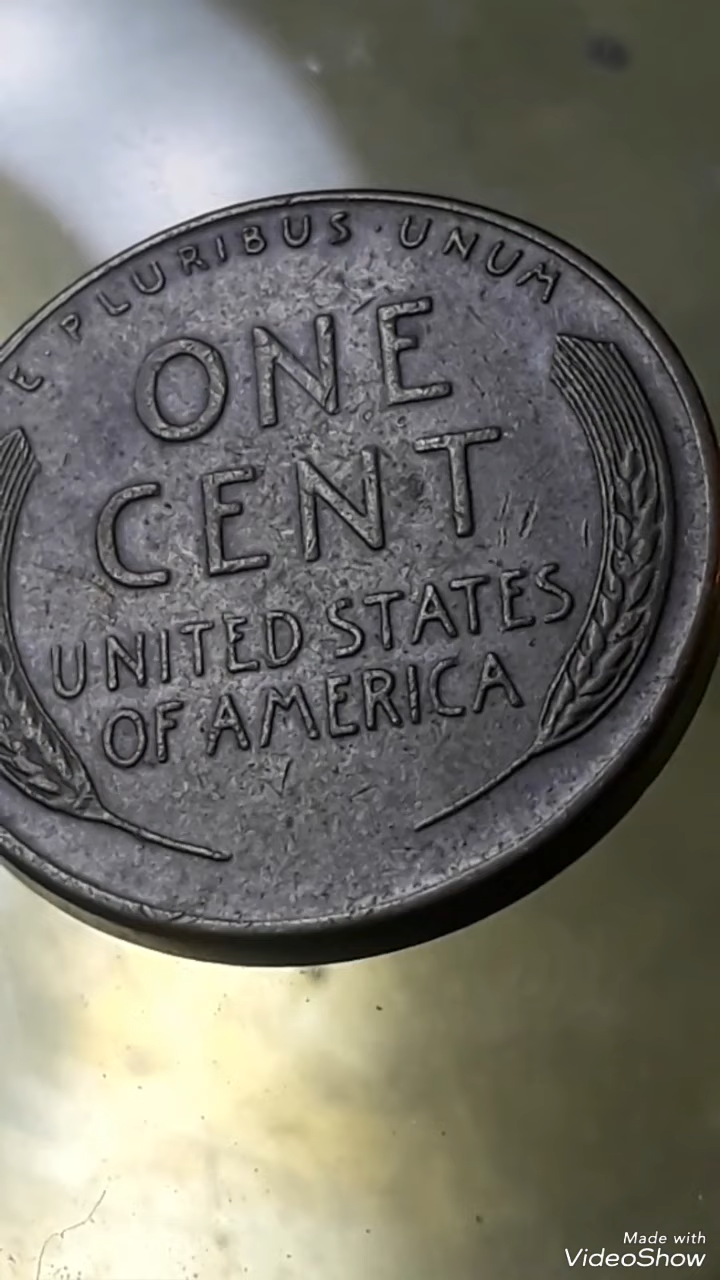 E·PLURIBUS·UNUM
ONE
CENT
UNITED STATES
OF AMERICA
Made with
VideoShow